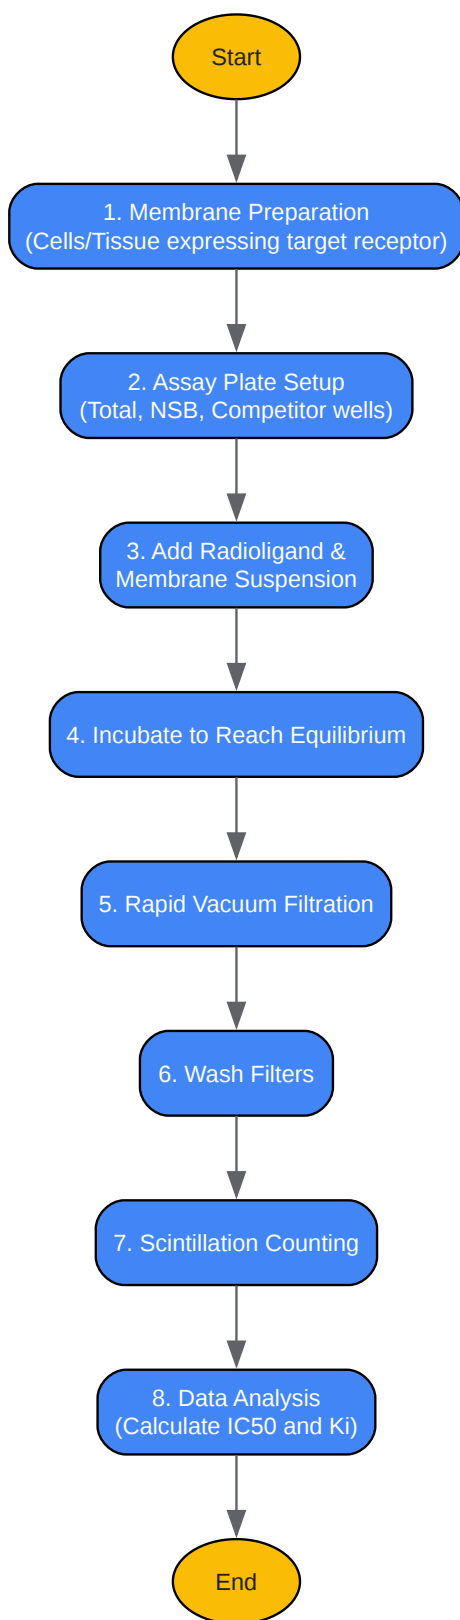 Start
1. Membrane Preparation
(Cells/Tissue expressing target receptor)
2. Assay Plate Setup
(Total, NSB, Competitor wells)
3. Add Radioligand &
Membrane Suspension
4. Incubate to Reach Equilibrium
5. Rapid Vacuum Filtration
6. Wash Filters
7. Scintillation Counting
8. Data Analysis
(Calculate IC50 and Ki)
End